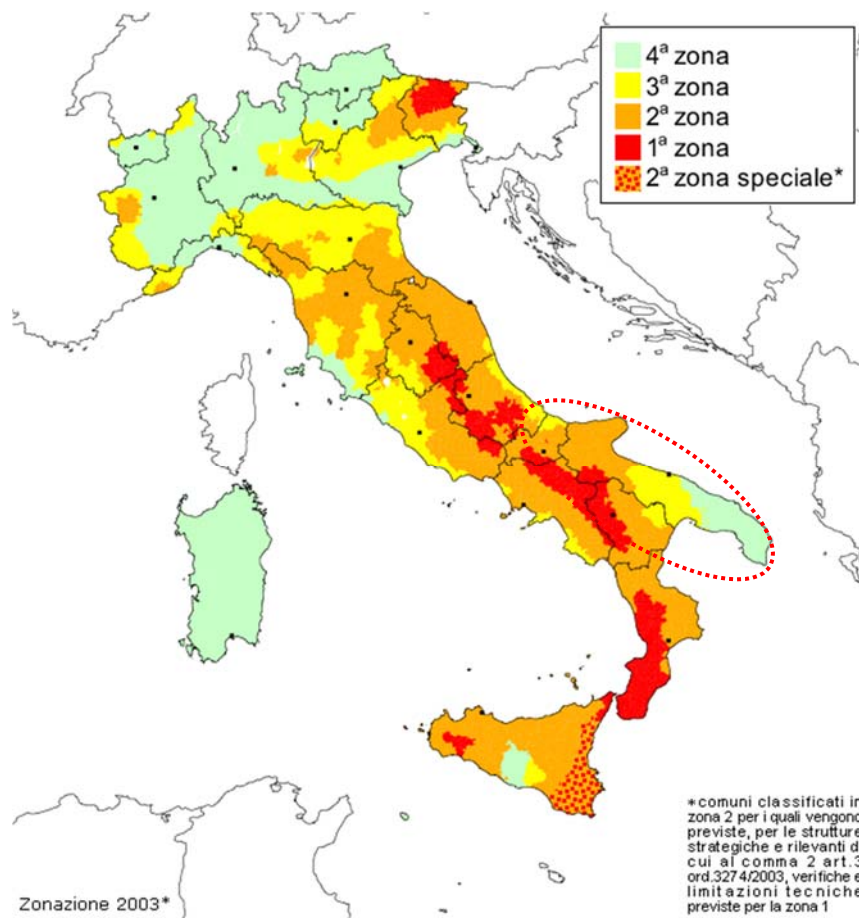 4ª zona
3ª zona
2ª zona
1ª zona
2ª zona speciale*
*comuni classificati in
zona 2 per i quali vengono
previste, per le strutture
strategiche e rilevanti d
cui al comma 2 art.3
ord.3274/2003, verifiche e
limitazioni tecniche
previste per la zona 1
Zonazione 2003*